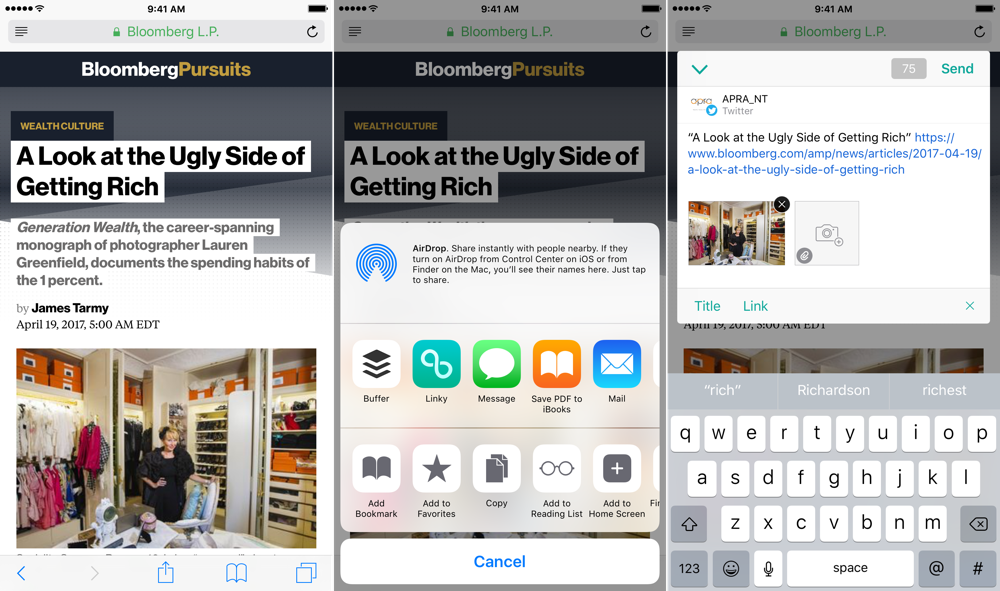 9:41 AM
Bloomberg L.P.
BloombergPursuits
WEALTH CULTURE
A Look at the Ugly Side of
Getting Rich
Generation Wealth, the career-spanning
monograph of photographer Lauren
Greenfield, documents the spending habits of
the 1 percent.
by James Tarmy
April 19, 2017, 5:00 AM EDT
9:41 AM
Bloomberg L.P.
BloombergPursuits
WEALTH CULTURE
A Look at the Ugly Side of
Getting Rich
AirDrop. Share instantly with people nearby. If they
turn on AirDrop from Control Center on iOS or from
Finder on the Mac, you'll see their names here. Just tap
to share.
Buffer
Linky
Message
Save PDF to
iBooks
Mail
Add
Bookmark
Add to
Favorites
Copy
Add to
Reading List
Add to
Home Screen
Cancel
9:41 AM
Bloomberg L.P.
75
Send
apra
APRA_NT
Twitter
“A Look at the Ugly Side of Getting Rich” https://
www.bloomberg.com/amp/news/articles/2017-04-19/
a-look-at-the-ugly-side-of-getting-rich
Title
Link
April 19, 2017, 5:00 AM EDT
“rich”
Richardson
richest
q w e r t y u i o p
a s d f g h j k l
z x c v b n m
123
space
@
#